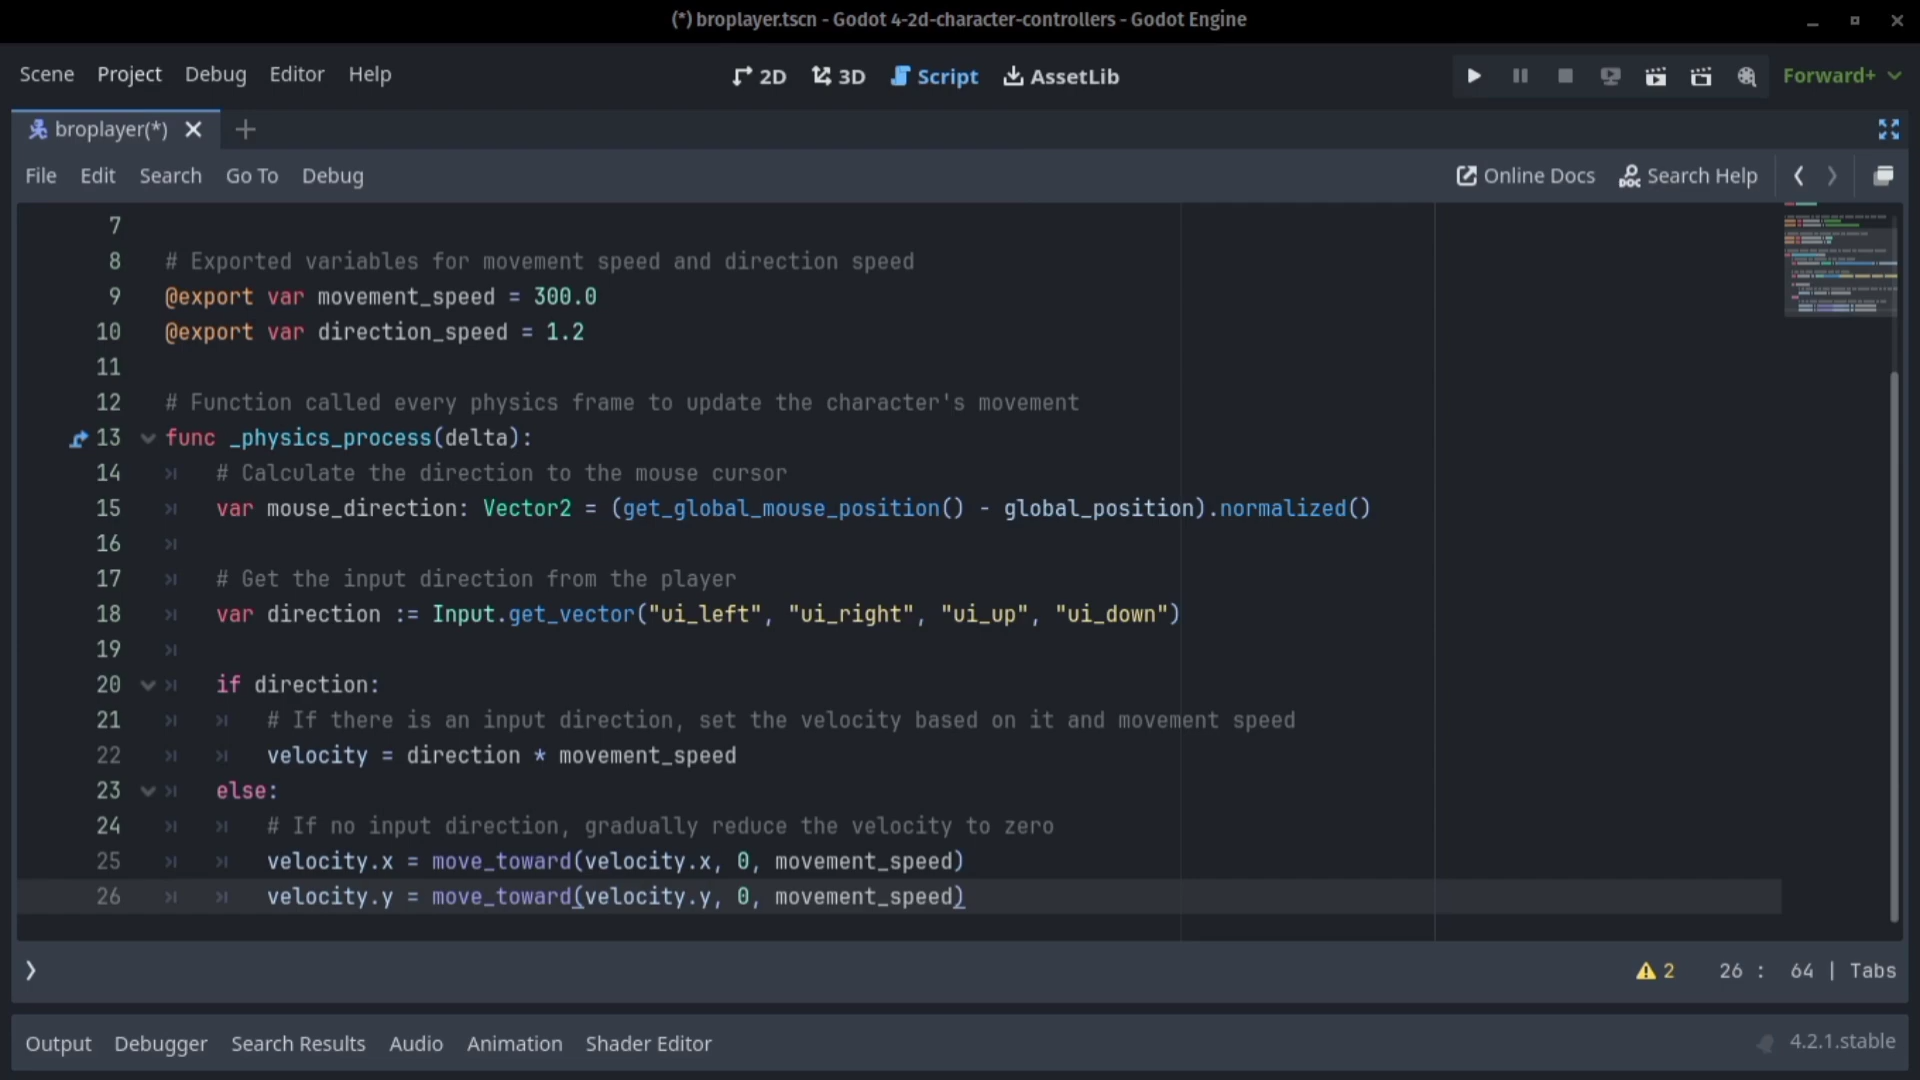 (*) broplayer.tscn - Godot 4-2d-character-controllers - Godot Engine
Scene Project Debug Editor Help 2D 3D Script AssetLib Forward+
broplayer(*)
File Edit Search Go To Debug Online Docs Search Help
7
8 # Exported variables for movement speed and direction speed
9 @export var movement_speed = 300.0
10 @export var direction_speed = 1.2
11
12 # Function called every physics frame to update the character's movement
13 func _physics_process(delta):
14 # Calculate the direction to the mouse cursor
15 var mouse_direction: Vector2 = (get_global_mouse_position() - global_position).normalized()
16
17 # Get the input direction from the player
18 var direction := Input.get_vector("ui_left", "ui_right", "ui_up", "ui_down")
19
20 if direction:
21 # If there is an input direction, set the velocity based on it and movement speed
22 velocity = direction * movement_speed
23 else:
24 # If no input direction, gradually reduce the velocity to zero
25 velocity.x = move_toward(velocity.x, 0, movement_speed)
26 velocity.y = move_toward(velocity.y, 0, movement_speed)
2 26 : 64 | Tabs
Output Debugger Search Results Audio Animation Shader Editor 4.2.1.stable